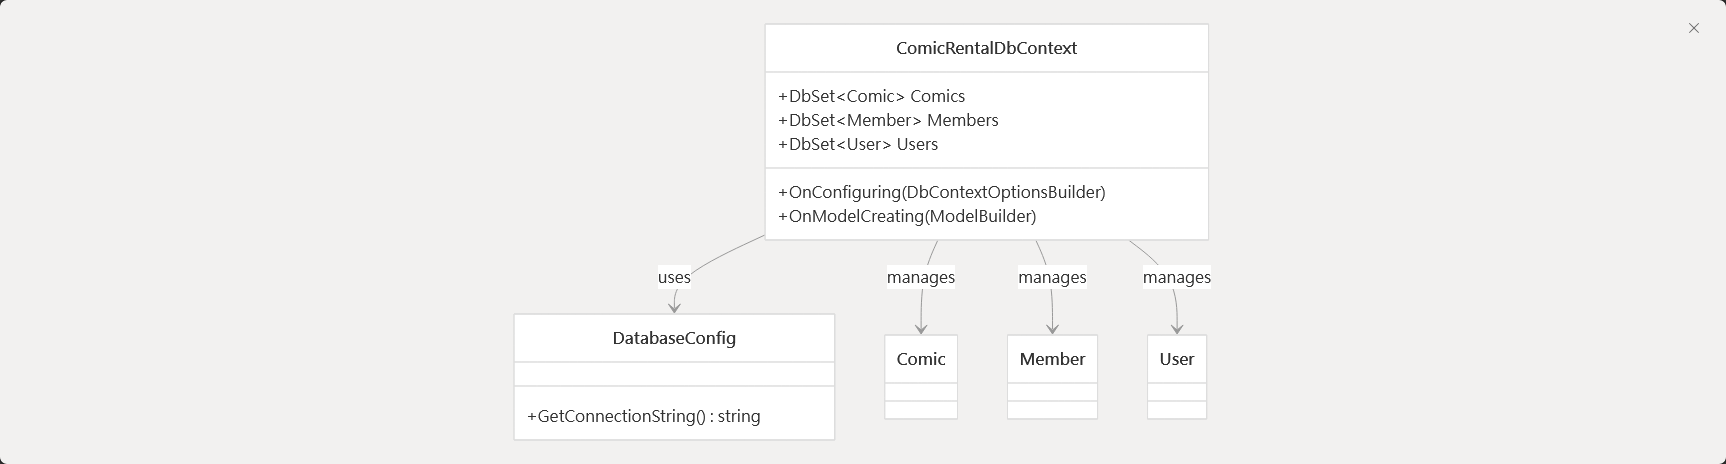 ComicRentalDbContext
+DbSet<Comic> Comics
+DbSet<Member> Members
+DbSet<User> Users
+OnConfiguring(DbContextOptionsBuilder)
+OnModelCreating(ModelBuilder)
uses
manages
manages
manages
DatabaseConfig
+GetConnectionString() : string
Comic
Member
User